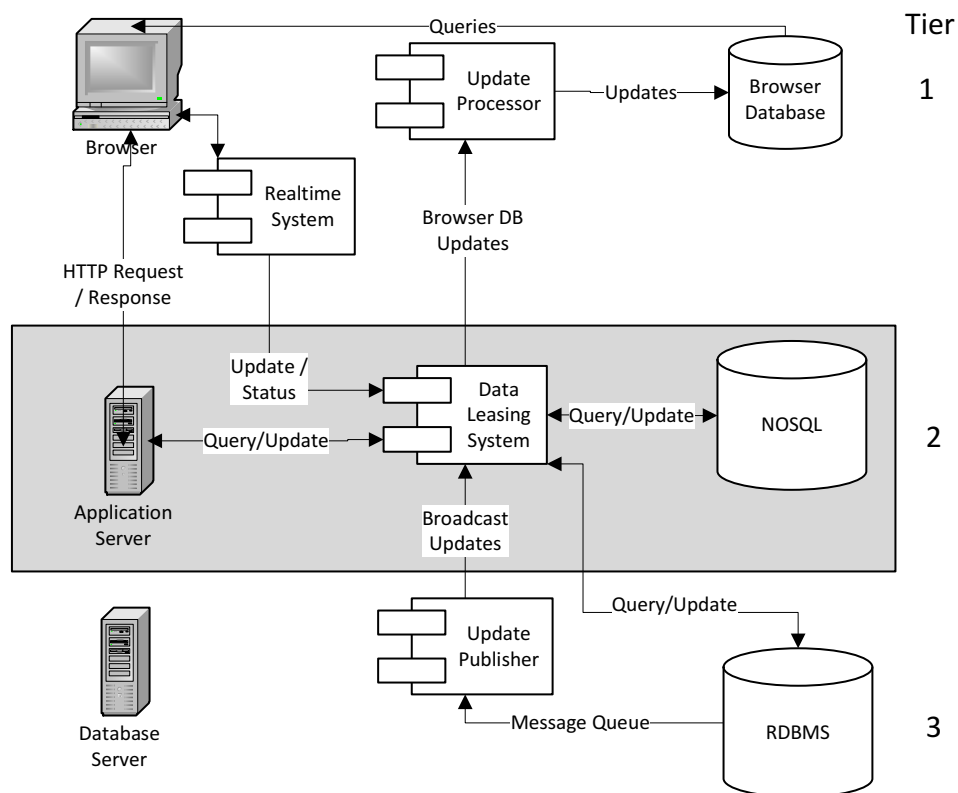 Tier
Queries
Update
Processor
Updates
Browser
Database
1
Browser
Realtime
System
Browser DB
Updates
HTTP Request
/ Response
Update /
Status
Data
Leasing
System
Query/Update
Query/Update
NOSQL
2
Application
Server
Broadcast
Updates
Query/Update
Update
Publisher
Message Queue
RDBMS
3
Database
Server